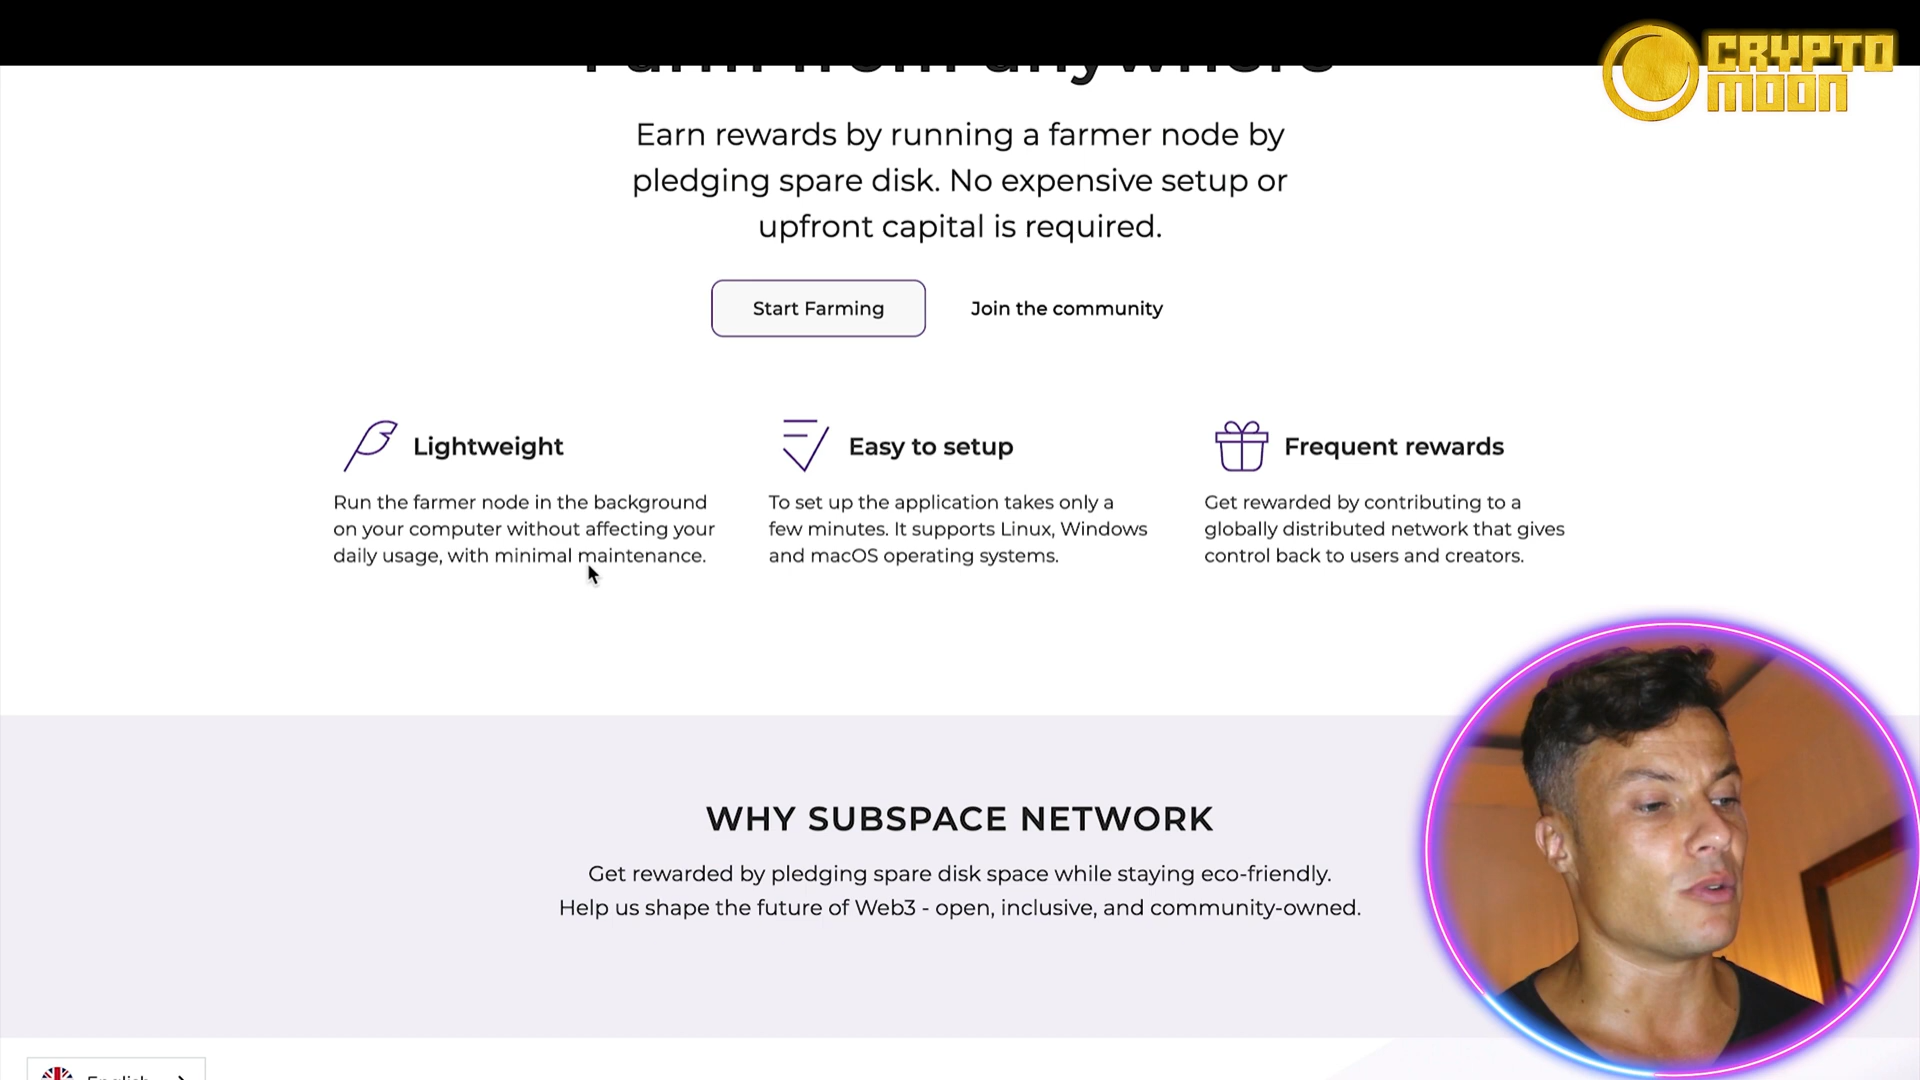 CRYPTO
MOON
Farm from anywhere
Earn rewards by running a farmer node by
pledging spare disk. No expensive setup or
upfront capital is required.
Start Farming
Join the community
Lightweight
Run the farmer node in the background
on your computer without affecting your
daily usage, with minimal maintenance.
Easy to setup
To set up the application takes only a
few minutes. It supports Linux, Windows
and macOS operating systems.
Frequent rewards
Get rewarded by contributing to a
globally distributed network that gives
control back to users and creators.
WHY SUBSPACE NETWORK
Get rewarded by pledging spare disk space while staying eco-friendly.
Help us shape the future of Web3 - open, inclusive, and community-owned.
English